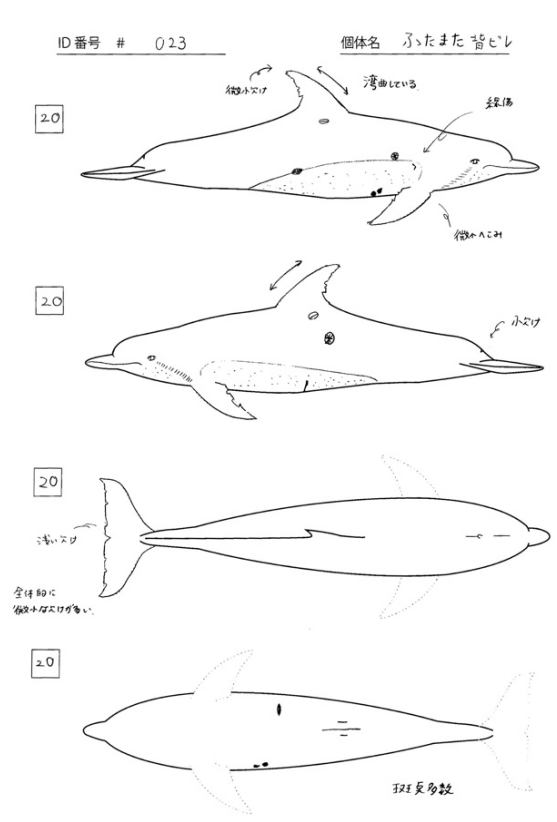 ID番号 # 023 個体名 ふたまた背ビレ
20
微小欠け
湾曲している
線傷
微小へこみ
20
小欠け
20
浅い欠け
全体的に
微小な欠けが多い.
20
斑点多数